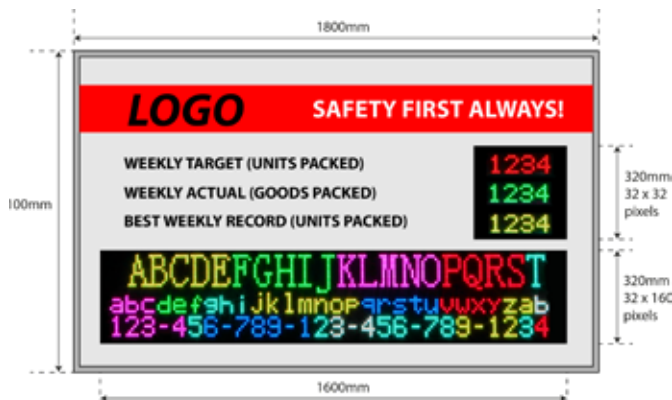 1800mm
LOGO
SAFETY FIRST ALWAYS!
WEEKLY TARGET (UNITS PACKED) 1234
WEEKLY ACTUAL (GOODS PACKED) 1234
BEST WEEKLY RECORD (UNITS PACKED) 1234
320mm
32 x 32
pixels
00mm
ABCDEFGHIJKLMNOPQRST
abcdefghijklmnopqrstuvwxyzab
123-456-789-123-456-789-1234
320mm
32 x 160
pixels
1600mm